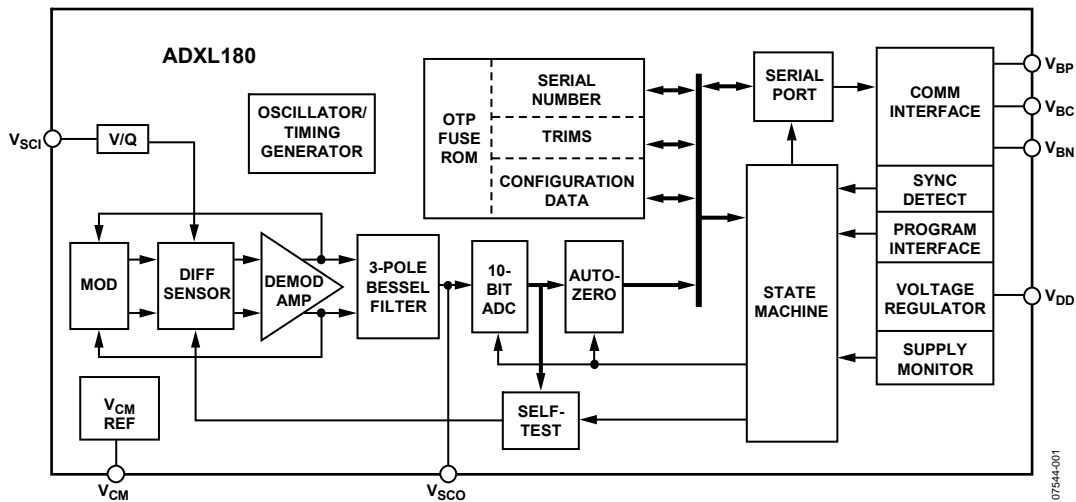 ADXL180
OSCILLATOR/
TIMING
GENERATOR
OTP
FUSE
ROM
SERIAL
NUMBER
TRIMS
CONFIGURATION
DATA
SERIAL
PORT
COMM
INTERFACE
VBP
VBC
VBN
VSCI
V/Q
SYNC
DETECT
PROGRAM
INTERFACE
VOLTAGE
REGULATOR
VDD
SUPPLY
MONITOR
STATE
MACHINE
MOD
DIFF
SENSOR
DEMOD
AMP
3-POLE
BESSEL
FILTER
10-
BIT
ADC
AUTO-
ZERO
SELF-
TEST
VCM
REF
VCM
VSCO
07544-001